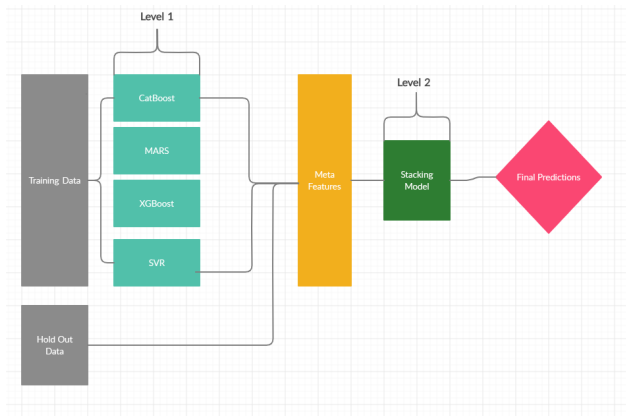 Level 1
Training Data
CatBoost
MARS
XGBoost
SVR
Hold Out
Data
Meta
Features
Level 2
Stacking
Model
Final Predictions